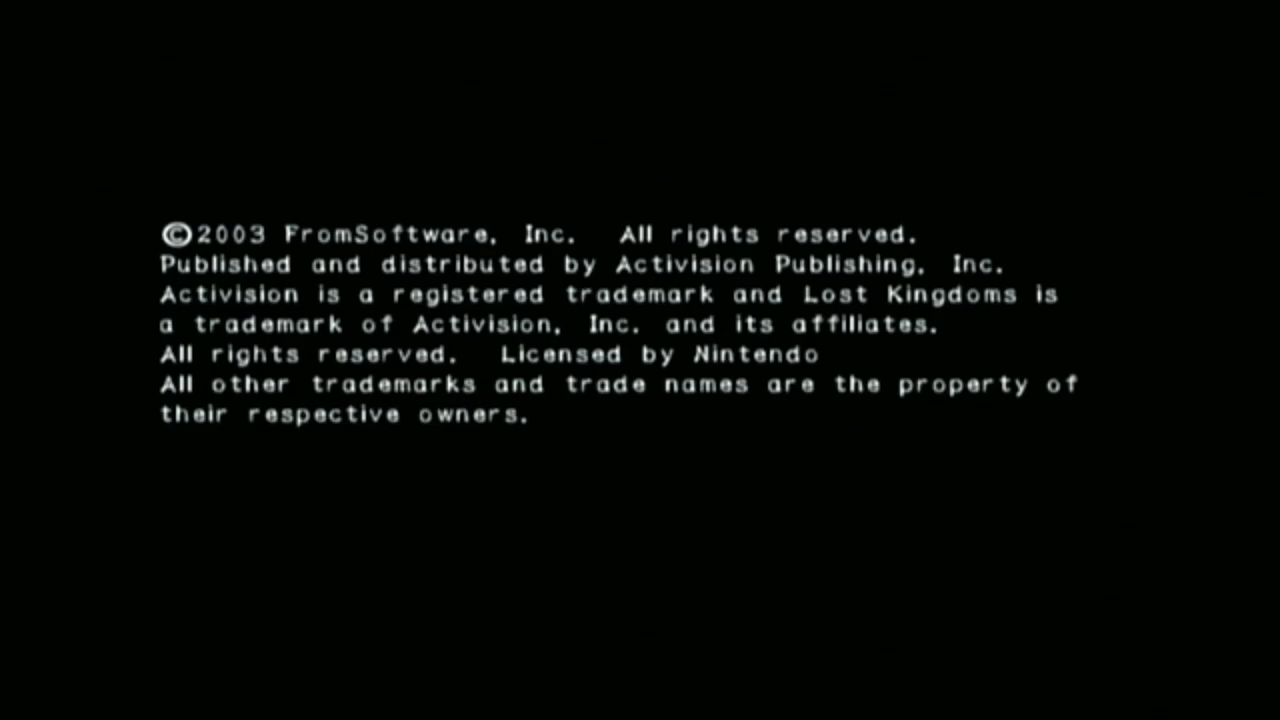 ©2003 FromSoftware, Inc.  All rights reserved.
Published and distributed by Activision Publishing, Inc.
Activision is a registered trademark and Lost Kingdoms is
a trademark of Activision, Inc. and its affiliates.
All rights reserved.  Licensed by Nintendo
All other trademarks and trade names are the property of
their respective owners.